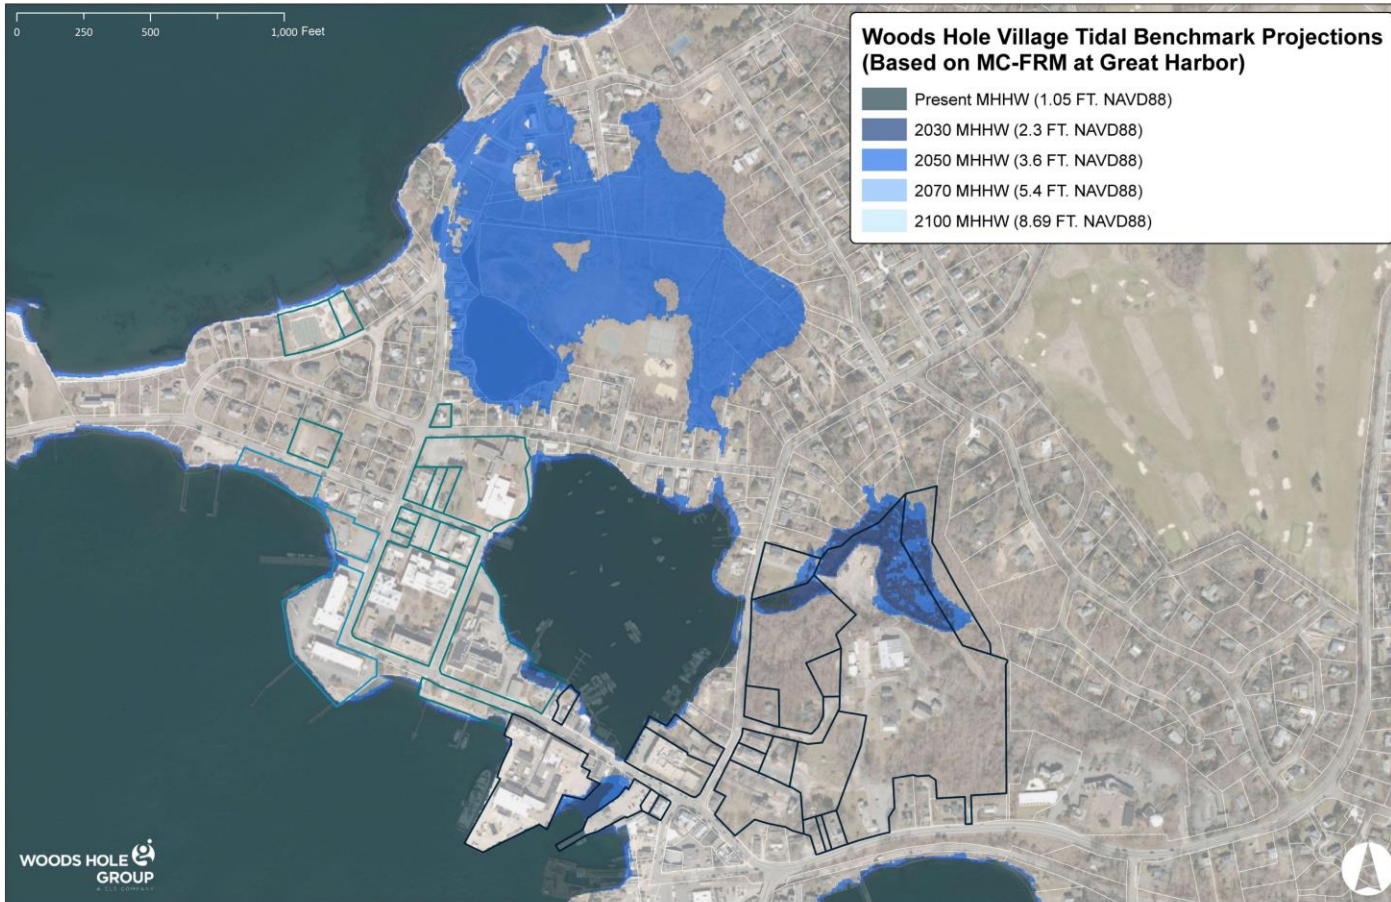 0 250 500 1,000 Feet
Woods Hole Village Tidal Benchmark Projections
(Based on MC-FRM at Great Harbor)
Present MHHW (1.05 FT. NAVD88)
2030 MHHW (2.3 FT. NAVD88)
2050 MHHW (3.6 FT. NAVD88)
2070 MHHW (5.4 FT. NAVD88)
2100 MHHW (8.69 FT. NAVD88)
WOODS HOLE
GROUP
A CLS COMPANY